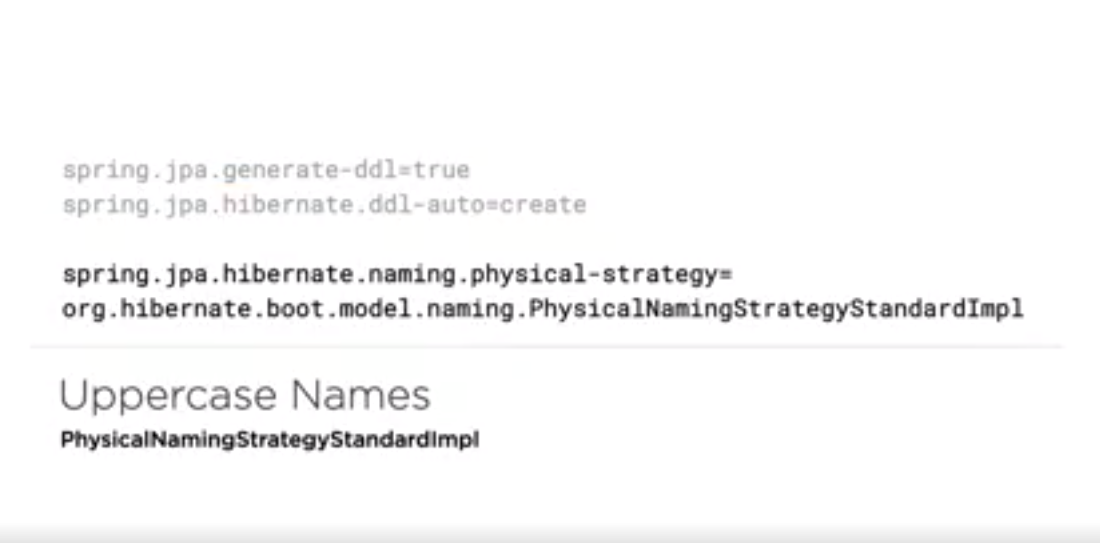 spring.jpa.generate-ddl=true
spring.jpa.hibernate.ddl-auto=create
spring.jpa.hibernate.naming.physical-strategy=
org.hibernate.boot.model.naming.PhysicalNamingStrategyStandardImpl
Uppercase Names
PhysicalNamingStrategyStandardImpl